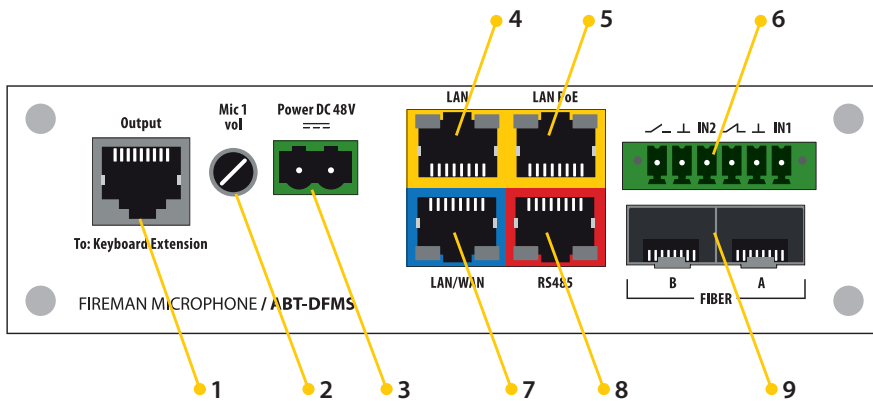 4 5 6
LAN LAN PoE
Mic 1
vol
Power DC 48V
Output
IN2 IN1
To: Keyboard Extension
LAN/WAN RS485
B A
FIBER
FIREMAN MICROPHONE / ABT-DFMS
1 2 3 7 8 9